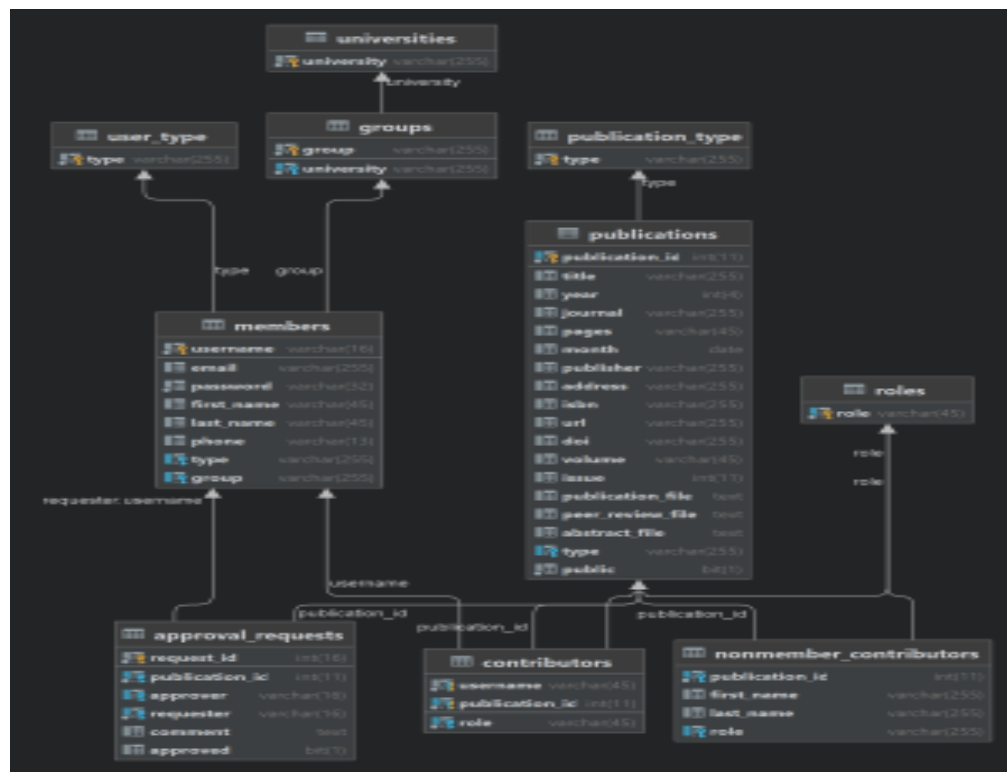 universities
university varchar(255)
university
user_type
type varchar(255)
groups
group varchar(255)
university varchar(255)
publication_type
type varchar(255)
type
type
group
publications
publication_id int(11)
title varchar(255)
year int(4)
journal varchar(255)
pages varchar(45)
month date
publisher varchar(255)
address varchar(255)
isbn varchar(255)
url varchar(255)
doi varchar(255)
volume varchar(45)
issue int(11)
publication_file text
peer_review_file text
abstract_file text
type varchar(255)
public bit(1)
members
username varchar(16)
email varchar(255)
password varchar(32)
first_name varchar(45)
last_name varchar(45)
phone varchar(13)
type varchar(255)
group varchar(255)
roles
role varchar(45)
role
role
requester:username
username
publication_id
publication_id
publication_id
approval_requests
request_id int(16)
publication_id int(11)
approver varchar(16)
requester varchar(16)
comment text
approved bit(1)
contributors
username varchar(45)
publication_id int(11)
role varchar(45)
nonmember_contributors
publication_id int(11)
first_name varchar(255)
last_name varchar(255)
role varchar(255)